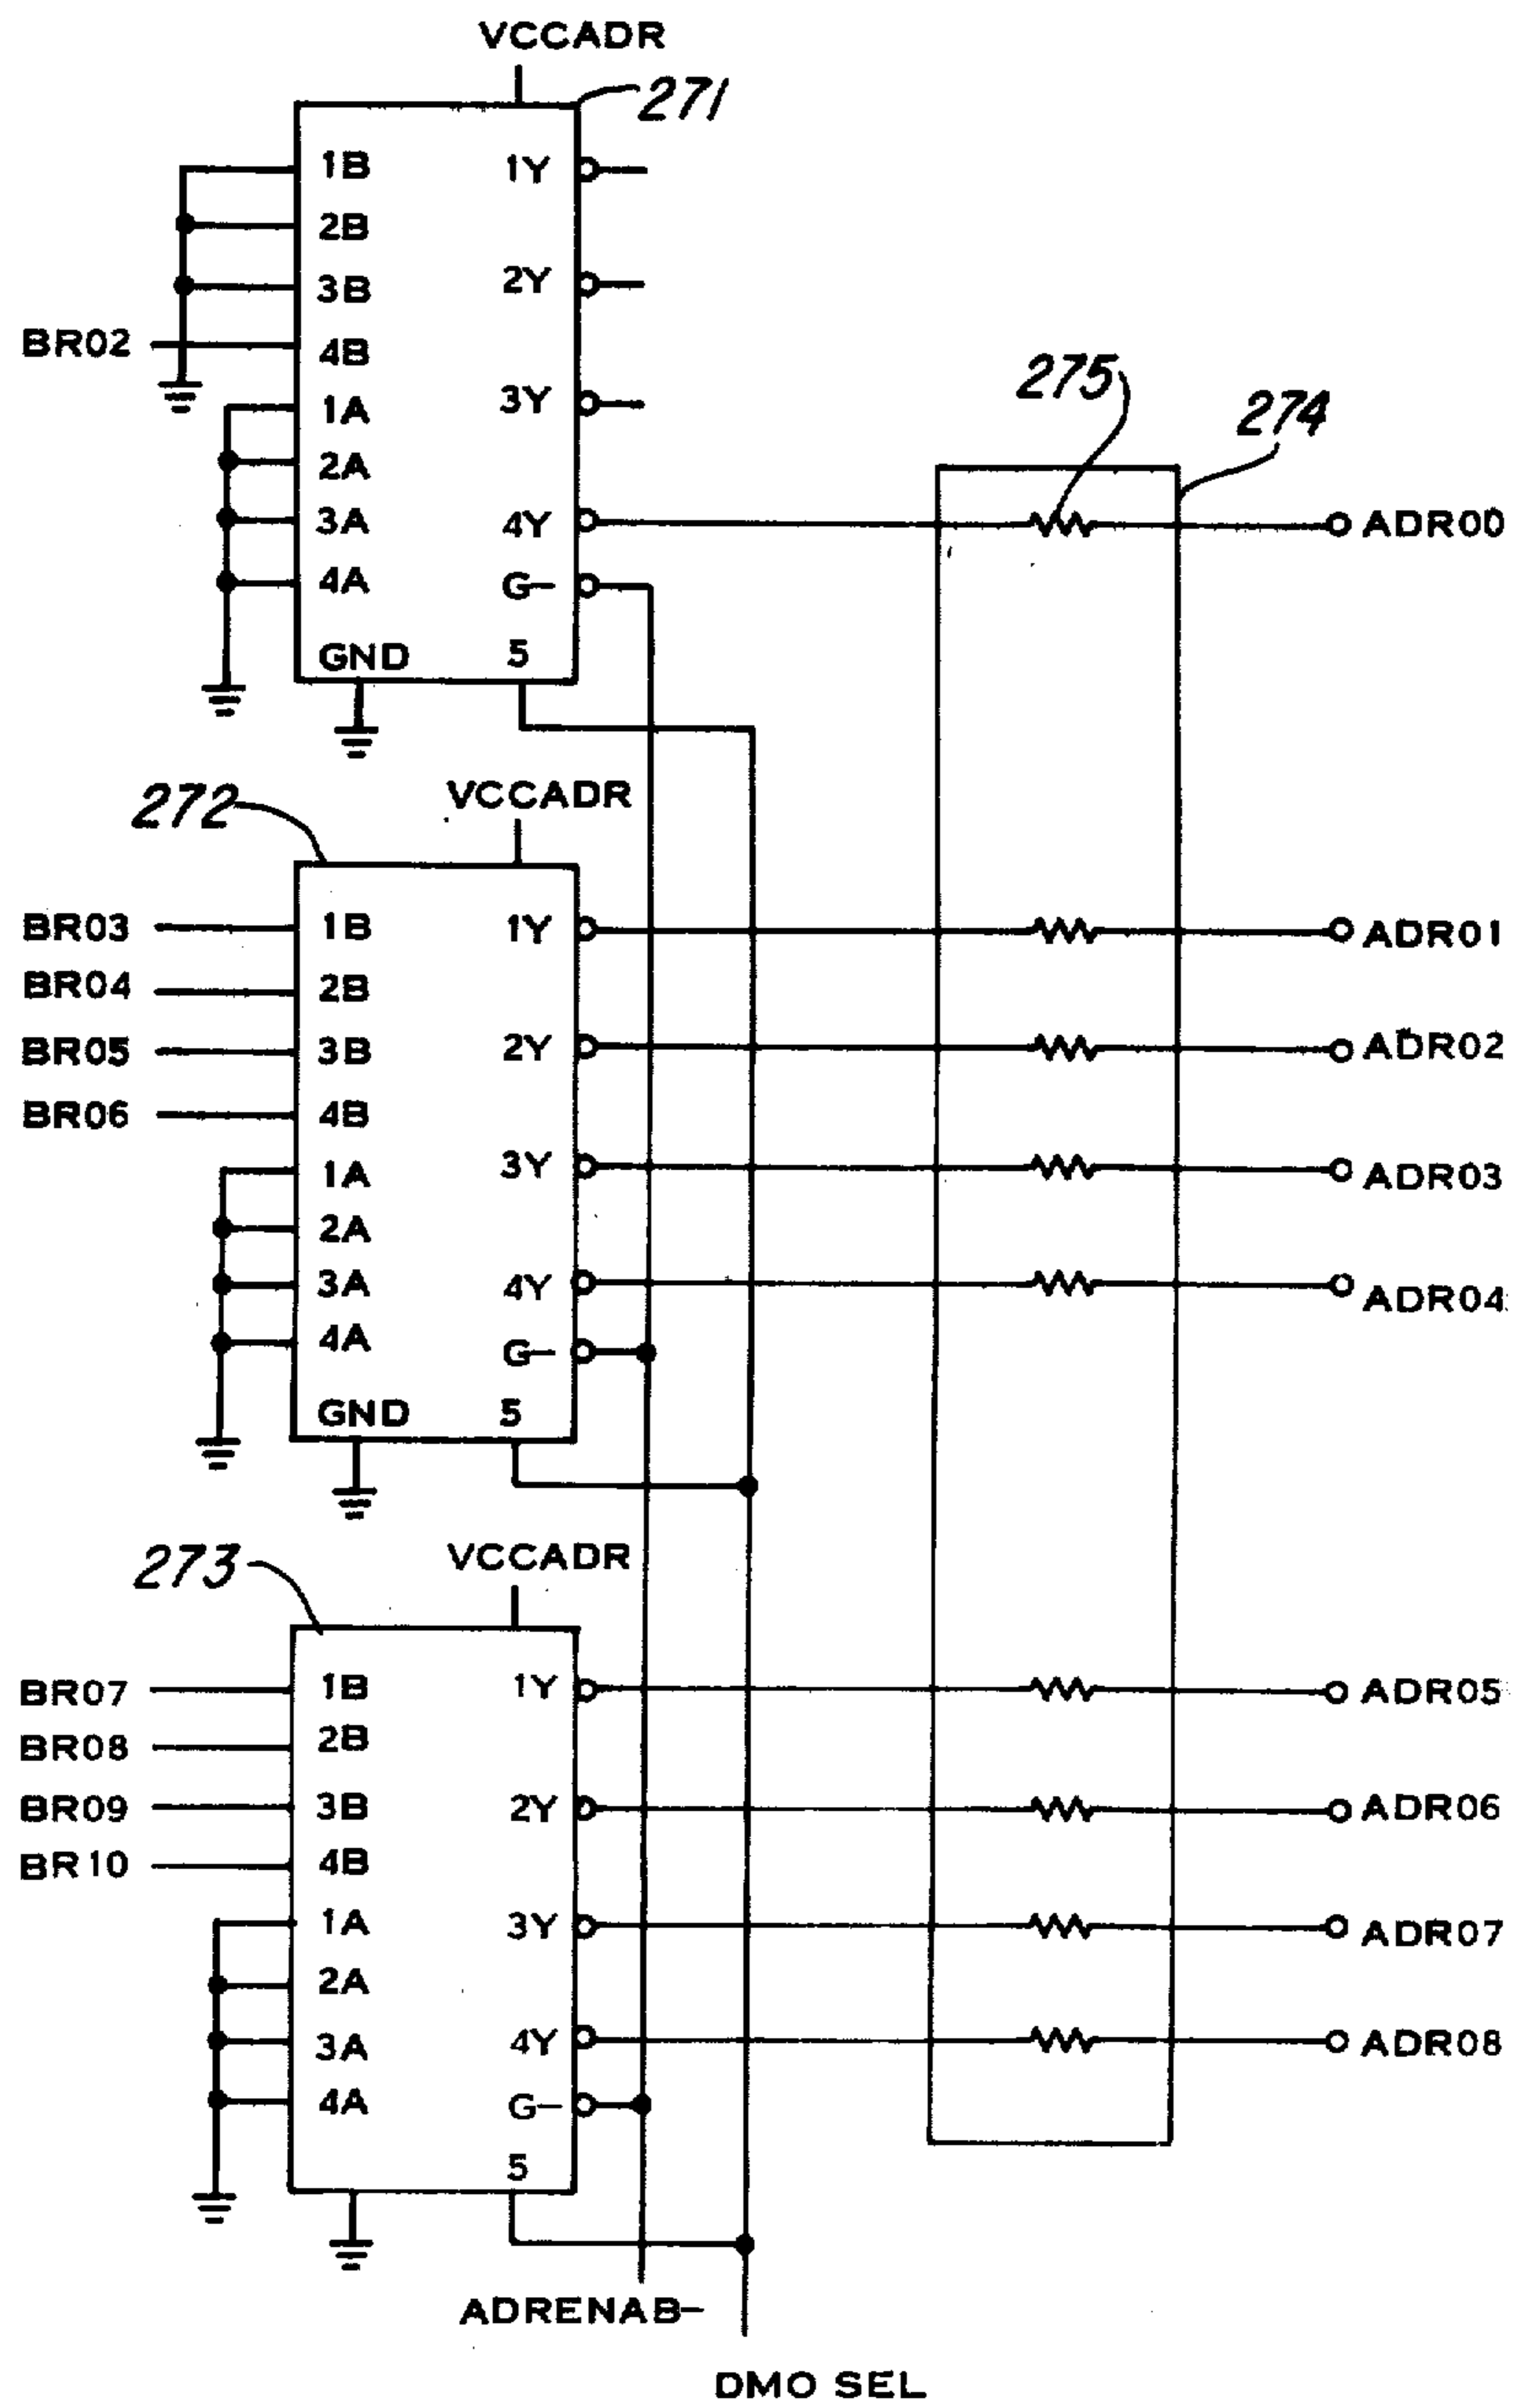 VCCADR
271
1B 1Y
2B
3B 2Y
BR02 4B
1A 3Y
2A
3A 4Y
4A G-
GND 5
275
274
ADR00
272
VCCADR
BR03 1B 1Y ADR01
BR04 2B
BR05 3B 2Y ADR02
BR06 4B
1A 3Y ADR03
2A
3A 4Y ADR04
4A G-
GND 5
273
VCCADR
BR07 1B 1Y ADR05
BR08 2B
BR09 3B 2Y ADR06
BR10 4B
1A 3Y ADR07
2A
3A 4Y ADR08
4A G-
5
ADRENAB-
DMO SEL